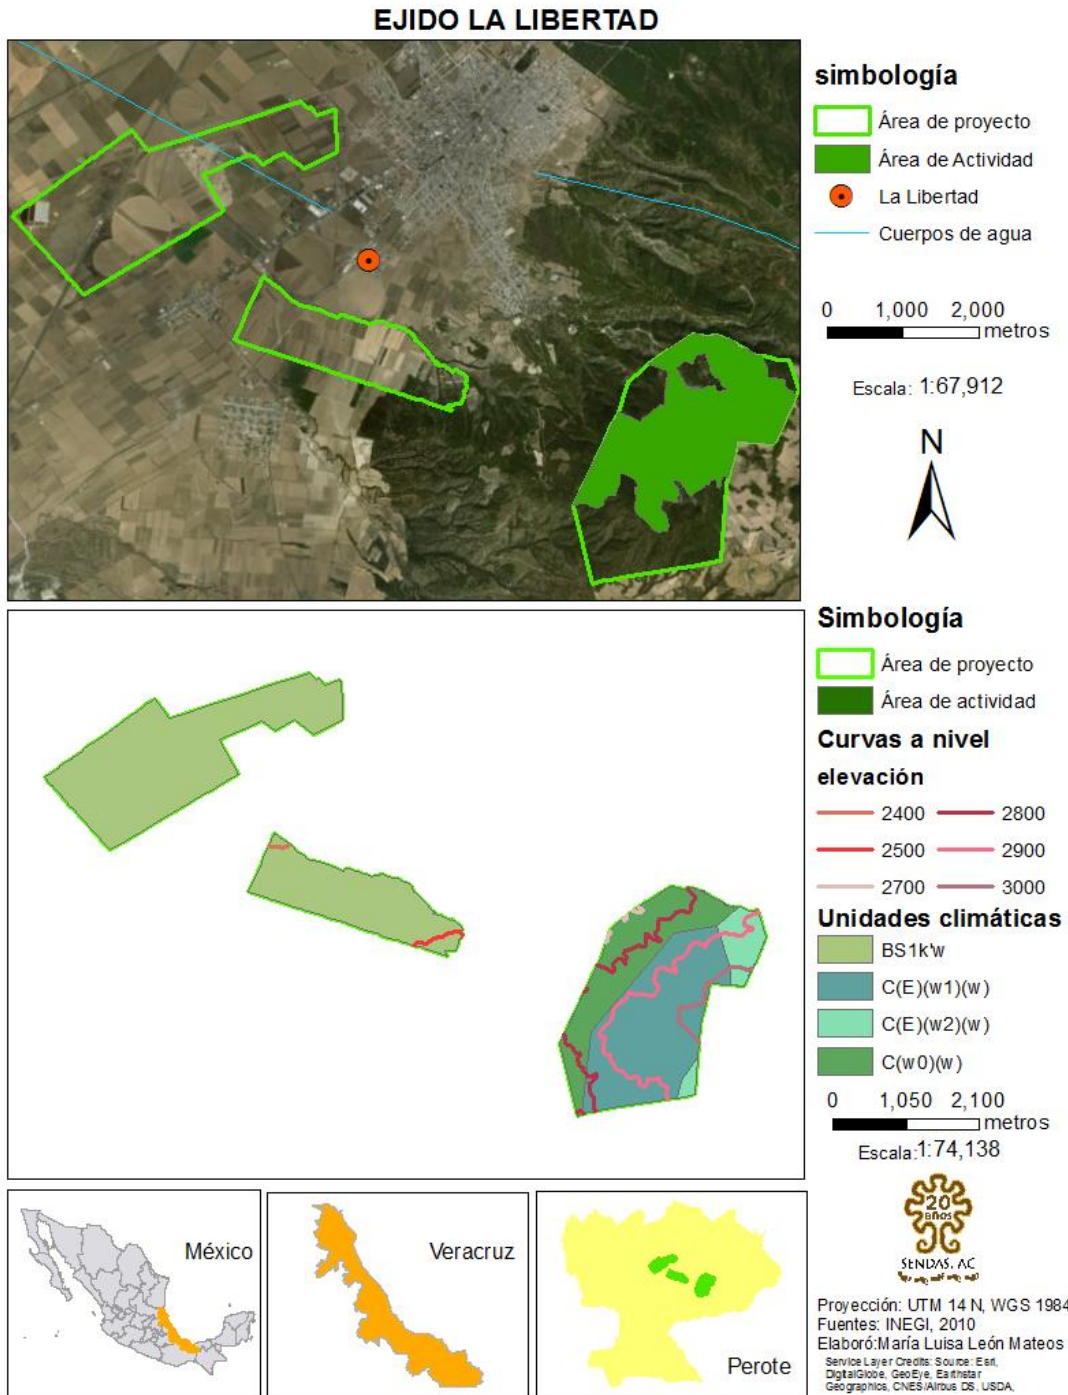 EJIDO LA LIBERTAD
simbología
Área de proyecto
Área de Actividad
La Libertad
Cuerpos de agua
0 1,000 2,000
metros
Escala: 1:67,912
N
Simbología
Área de proyecto
Área de actividad
Curvas a nivel
elevación
2400 2800
2500 2900
2700 3000
Unidades climáticas
BS1k'w
C(E)(w1)(w)
C(E)(w2)(w)
C(w0)(w)
0 1,050 2,100
metros
Escala:1:74,138
México
Veracruz
Perote
20
años
SENDAS, AC
Proyección: UTM 14 N, WGS 1984
Fuentes: INEGI, 2010
Elaboró:María Luisa León Mateos
Service Layer Credits: Source: Esri,
DigitalGlobe, GeoEye, Earthstar
Geographics, CNES/Airbus DS, USDA,